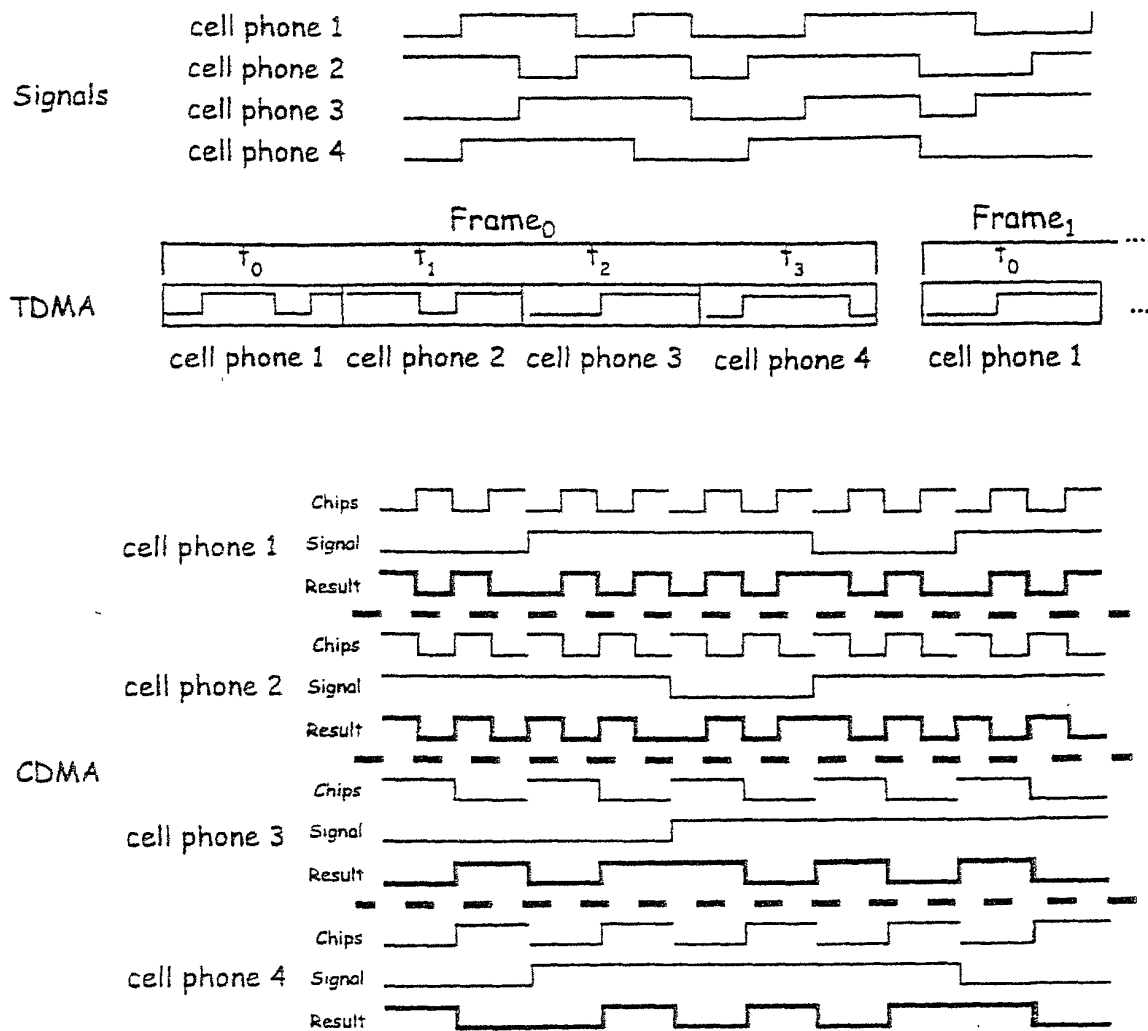 cell phone 1
cell phone 2
Signals
cell phone 3
cell phone 4
Frame0 Frame1
T0 T1 T2 T3 T0 ...
TDMA ...
cell phone 1 cell phone 2 cell phone 3 cell phone 4 cell phone 1
Chips
cell phone 1 Signal
Result
Chips
cell phone 2 Signal
Result
CDMA
Chips
cell phone 3 Signal
Result
Chips
cell phone 4 Signal
Result